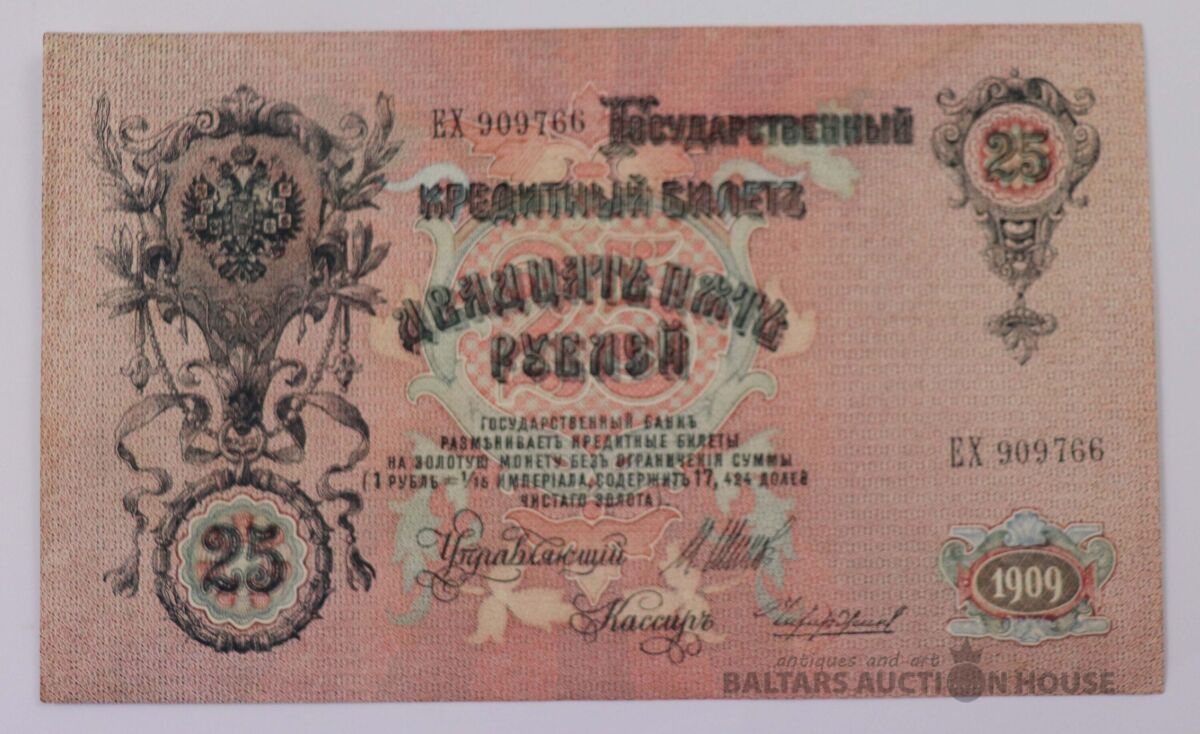 ЕХ 909766 Государственный
25
Кредитный Билетъ
Двадцать пять
25
рублей
ГОСУДАРСТВЕННЫЙ БАНКЪ
РАЗМѢНИВАЕТЪ КРЕДИТНЫЕ БИЛЕТЫ
НА ЗОЛОТУЮ МОНЕТУ БЕЗЪ ОГРАНИЧЕНІЯ СУММЫ
(1 РУБЛЬ = 1/15 ИМПЕРІАЛА, СОДЕРЖИТЪ 17, 424 ДОЛЕЙ
ЧИСТАГО ЗОЛОТА).
ЕХ 909766
25
Управляющій
Кассиръ
1909
antiques and art
BALTARS AUCTION HOUSE